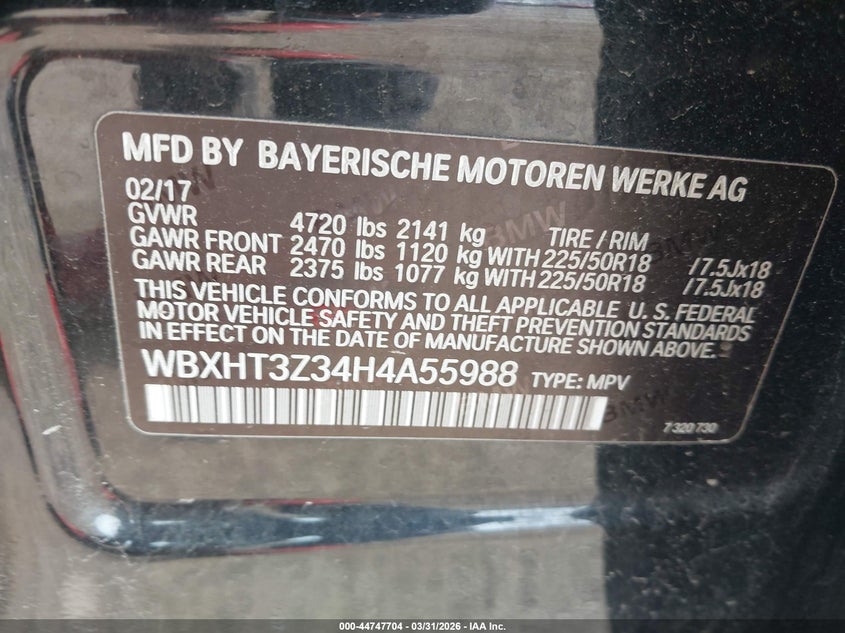 MFD BY BAYERISCHE MOTOREN WERKE AG
02/17
GVWR 4720 lbs 2141 kg TIRE / RIM
GAWR FRONT 2470 lbs 1120 kg WITH 225/50R18 /7.5Jx18
GAWR REAR 2375 lbs 1077 kg WITH 225/50R18 /7.5Jx18
THIS VEHICLE CONFORMS TO ALL APPLICABLE U. S. FEDERAL
MOTOR VEHICLE SAFETY AND THEFT PREVENTION STANDARDS
IN EFFECT ON THE DATE OF MANUFACTURE SHOWN ABOVE.
WBXHT3Z34H4A55988 TYPE: MPV
7 320 730
000-44747704 - 03/31/2026 - IAA Inc.